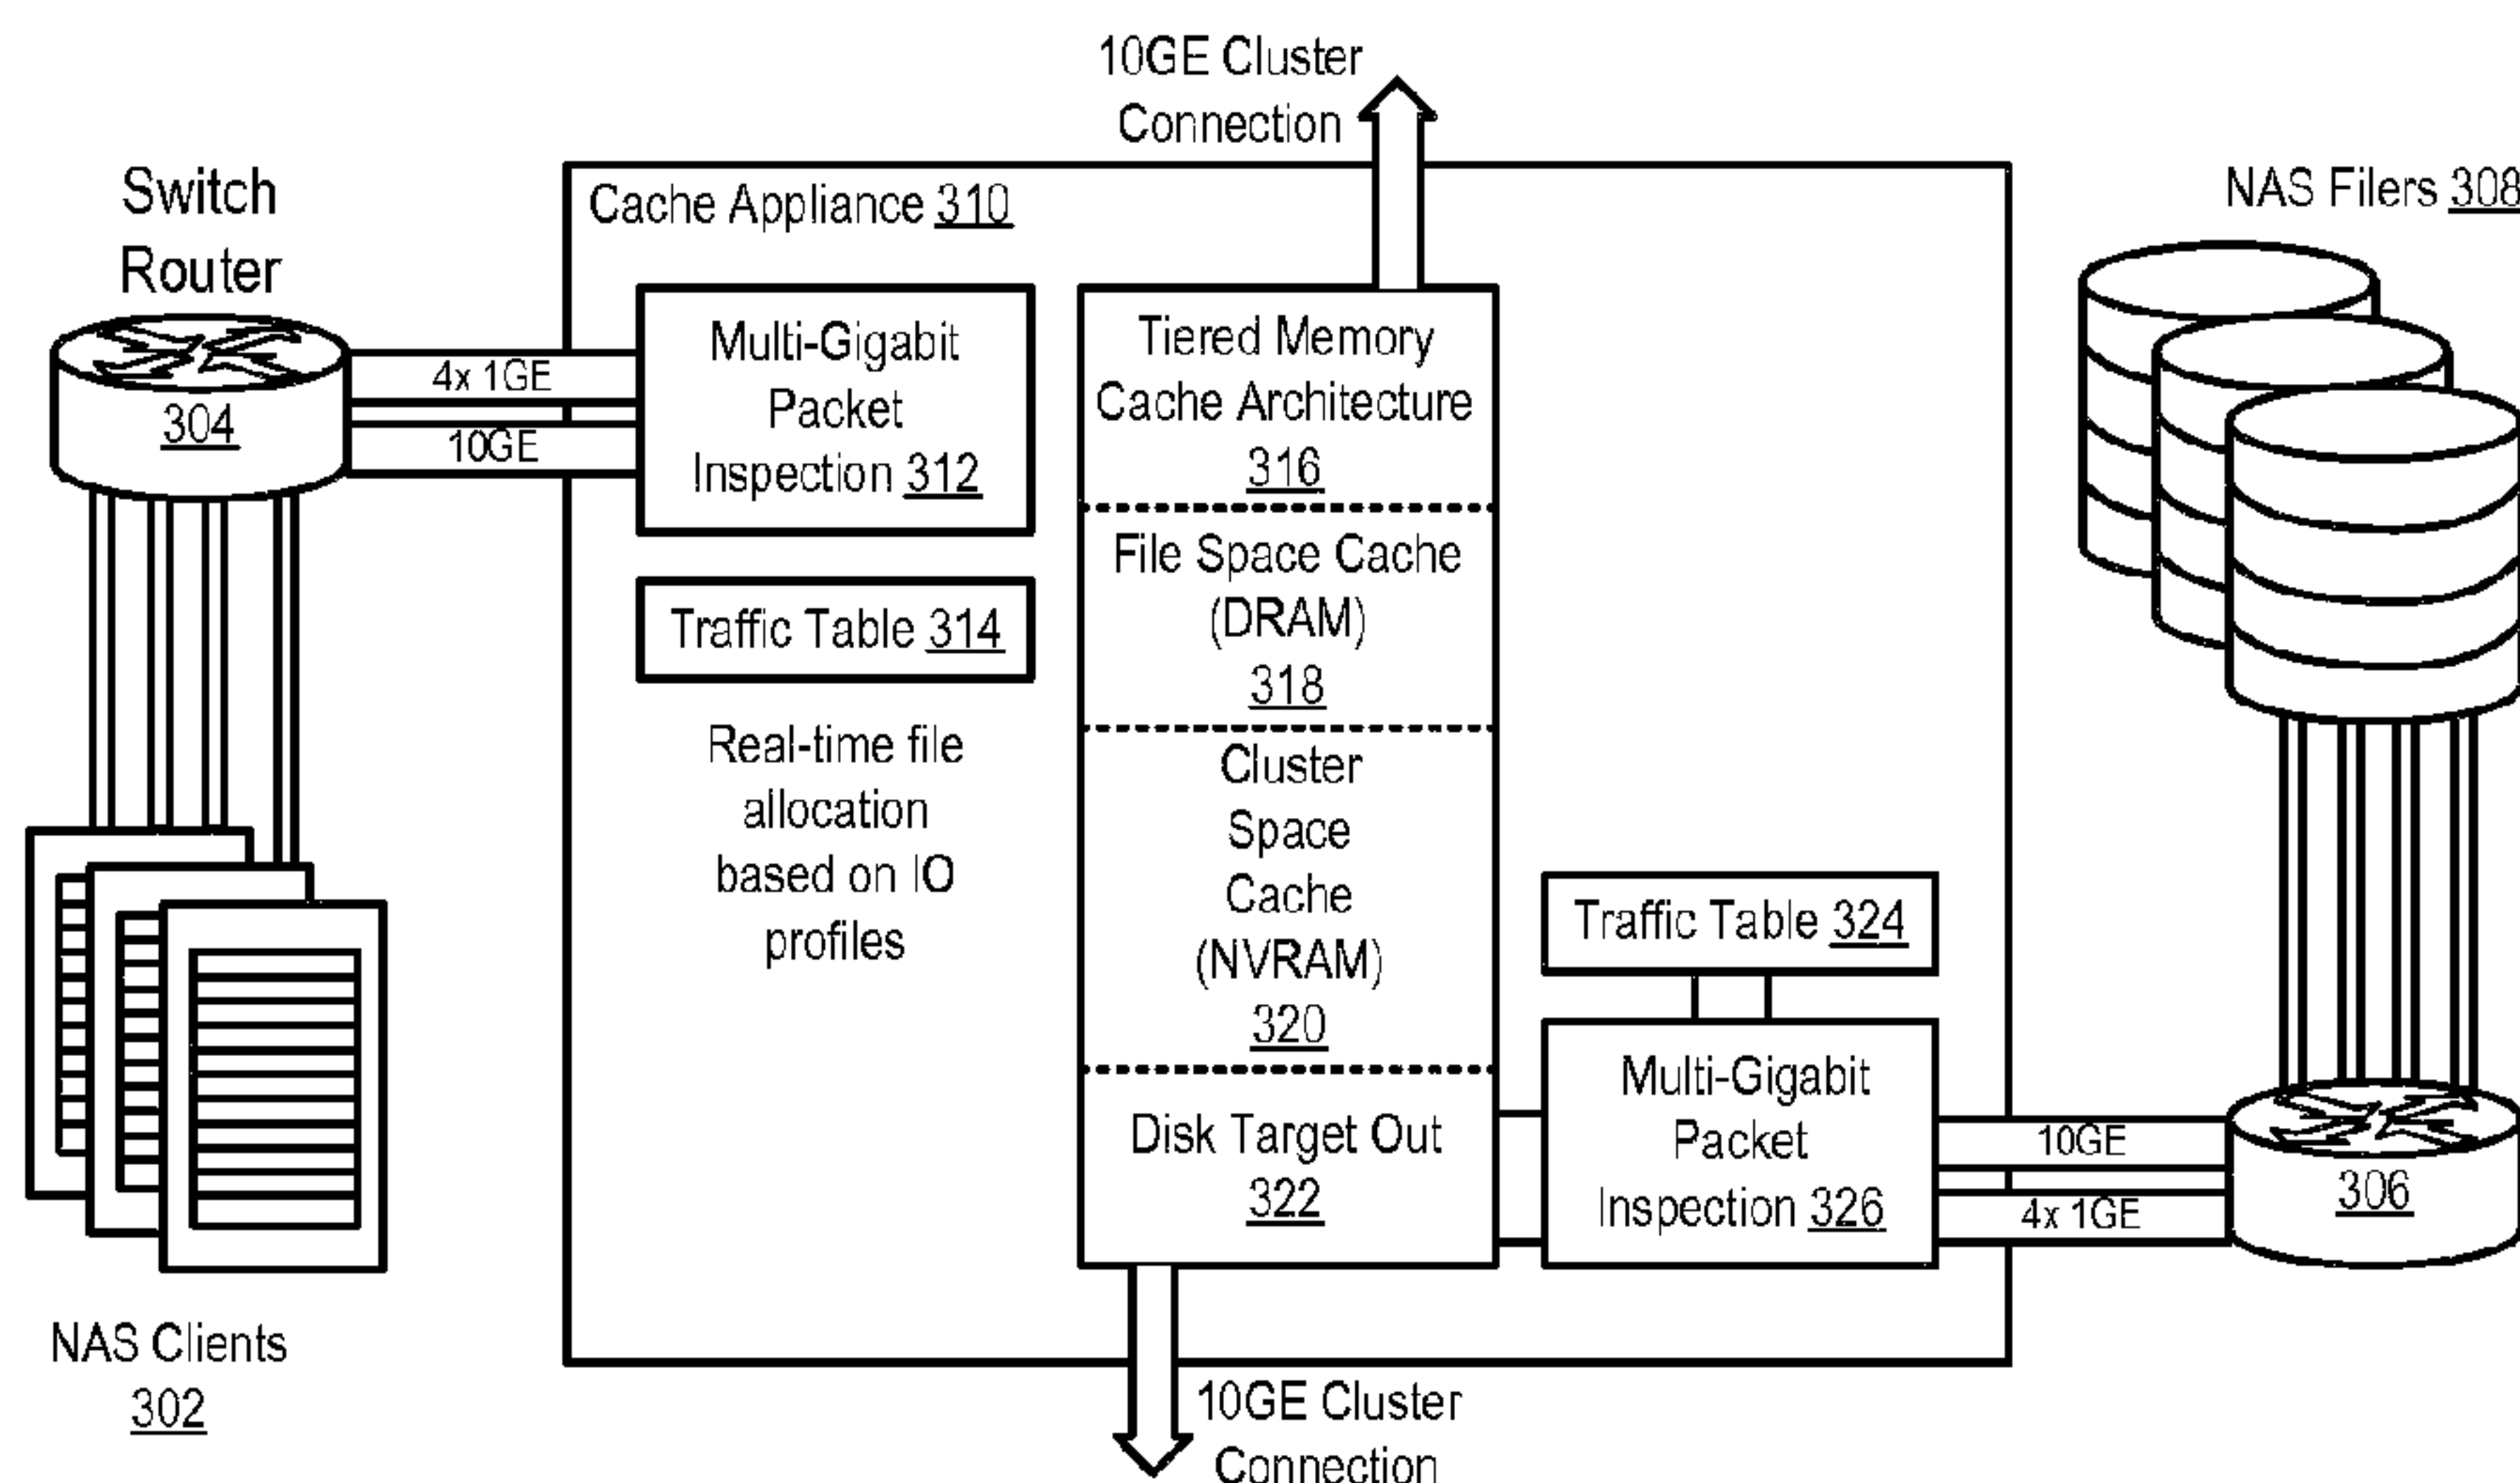 10GE Cluster
Connection
Switch
Router
304
4x 1GE
10GE
NAS Clients
302
Cache Appliance 310
Multi-Gigabit
Packet
Inspection 312
Traffic Table 314
Real-time file
allocation
based on IO
profiles
Tiered Memory
Cache Architecture
316
File Space Cache
(DRAM)
318
Cluster
Space
Cache
(NVRAM)
320
Disk Target Out
322
Traffic Table 324
Multi-Gigabit
Packet
Inspection 326
NAS Filers 308
10GE
4x 1GE
306
10GE Cluster
Connection